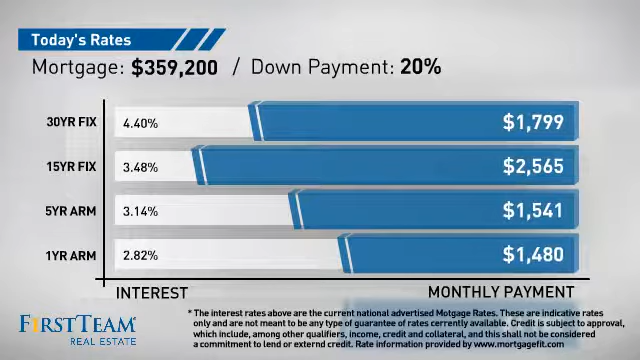 Today's Rates
Mortgage: $359,200 / Down Payment: 20%
30YR FIX 4.40% $1,799
15YR FIX 3.48% $2,565
5YR ARM 3.14% $1,541
1YR ARM 2.82% $1,480
INTEREST MONTHLY PAYMENT
FIRSTTEAM®
REAL ESTATE
* The interest rates above are the current national advertised Motgage Rates. These are indicative rates
only and are not meant to be any type of guarantee of rates cerrently available. Credit is subject to approval,
which include, among other qualifiers, income, credit and collateral, and this shall not be considered
a commitment to lend or externd credit. Rate information provided by www.mortgagefit.com